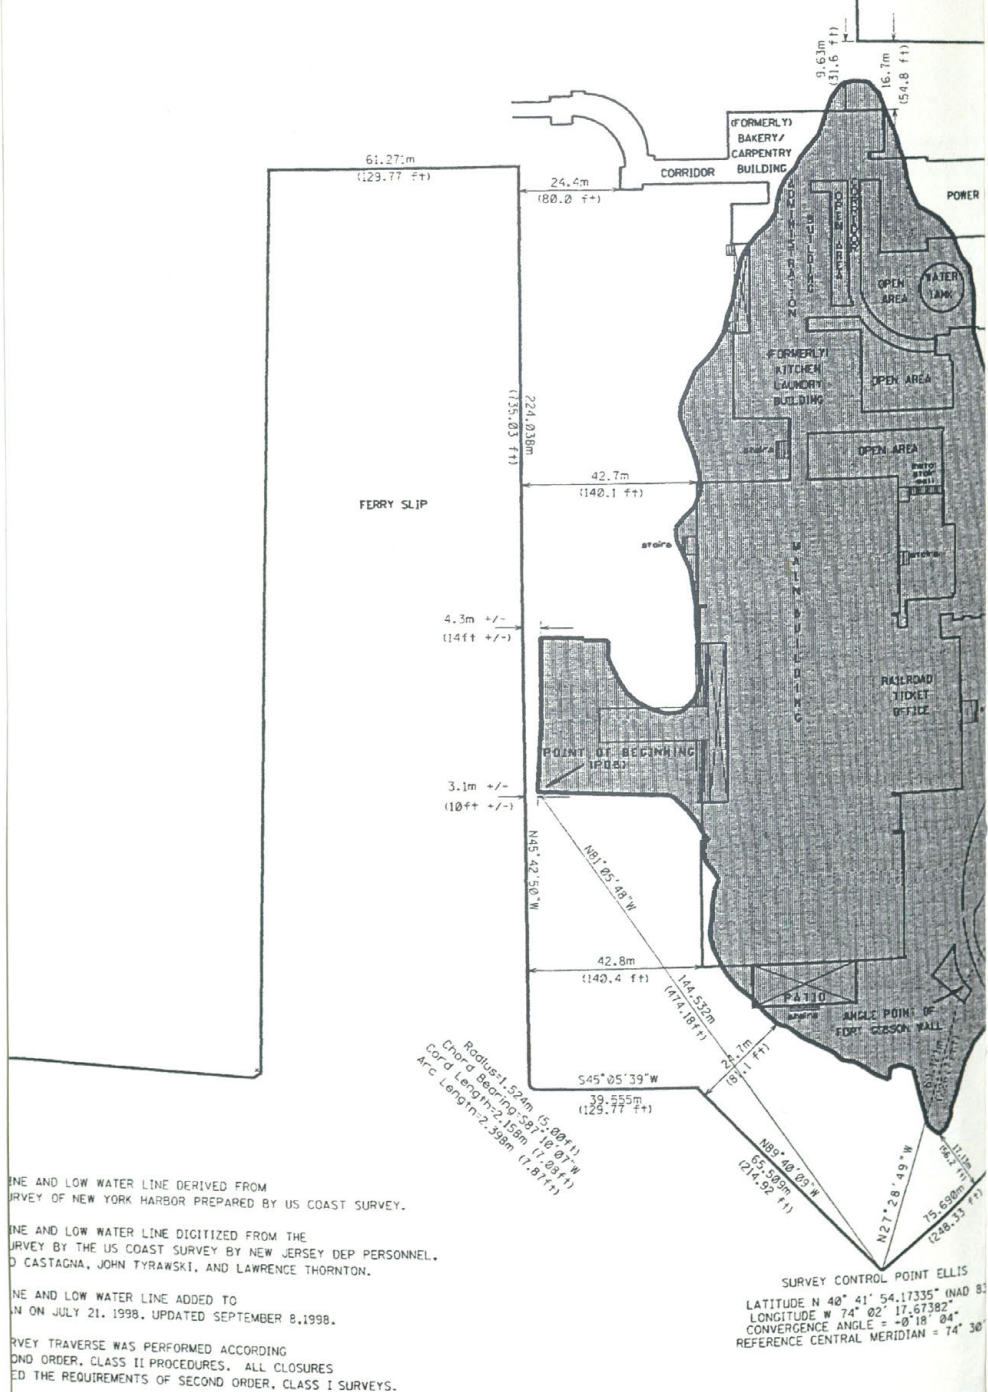 9.63m
(31.6 ft)
16.7m
(54.8 ft)
(FORMERLY)
BAKERY/
CARPENTRY
BUILDING
61.271m
(129.77 ft)
24.4m
(80.0 ft)
CORRIDOR
POWER
ADMINISTRATION
BUILDING
OPEN AREA
CORRIDOR
OPEN
AREA
WATER
TANK
(FORMERLY)
KITCHEN
LAUNDRY
BUILDING
OPEN AREA
224.038m
(735.03 ft)
stairs
OPEN AREA
42.7m
(140.1 ft)
FERRY SLIP
stairs
stairs
MAIN BUILDING
4.3m +/-
(14ft +/-)
RAILROAD
TICKET
OFFICE
POINT OF BEGINNING
(POB)
3.1m +/-
(10ft +/-)
N45°42'50"W
N81°05'48"W
42.8m
(140.4 ft)
144.532m
(474.18ft)
PATIO
stairs
ANGLE POINT OF
FORT GIBSON WALL
(81.1 ft)
Radius=1.524m (5.00ft)
Chord Bearing=S87°10'07"W
Cord Length=2.158m (7.08ft)
Arc Length=2.398m (7.87ft)
S45°05'39"W
39.555m
(129.77 ft)
N89°40'09"W
65.509m
(214.92 ft)
N27°28'49"W
17.13m
(56.2 ft)
75.690m
(248.33 ft)
INE AND LOW WATER LINE DERIVED FROM
URVEY OF NEW YORK HARBOR PREPARED BY US COAST SURVEY.
INE AND LOW WATER LINE DIGITIZED FROM THE
URVEY BY THE US COAST SURVEY BY NEW JERSEY DEP PERSONNEL.
D CASTAGNA, JOHN TYRAWSKI, AND LAWRENCE THORNTON.
NE AND LOW WATER LINE ADDED TO
N ON JULY 21. 1998. UPDATED SEPTEMBER 8,1998.
RVEY TRAVERSE WAS PERFORMED ACCORDING
OND ORDER, CLASS II PROCEDURES. ALL CLOSURES
ED THE REQUIREMENTS OF SECOND ORDER, CLASS I SURVEYS.
SURVEY CONTROL POINT ELLIS
LATITUDE N 40° 41' 54.17335" (NAD 83
LONGITUDE W 74° 02' 17.67382"
CONVERGENCE ANGLE = -0°18' 04"
REFERENCE CENTRAL MERIDIAN = 74° 30'